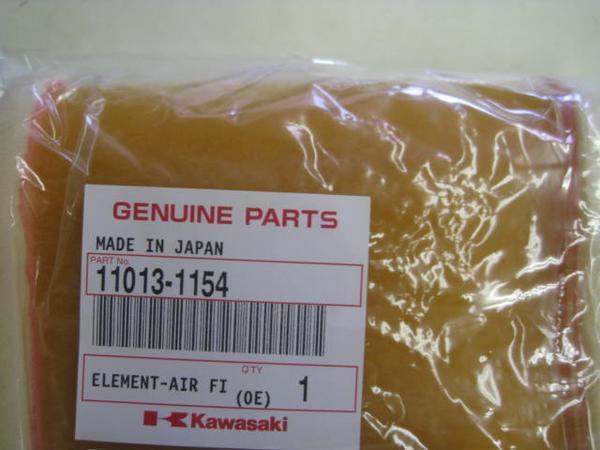 GENUINE PARTS
MADE IN JAPAN
PART No.
11013-1154
QTY
ELEMENT-AIR FI (OE) 1
Kawasaki